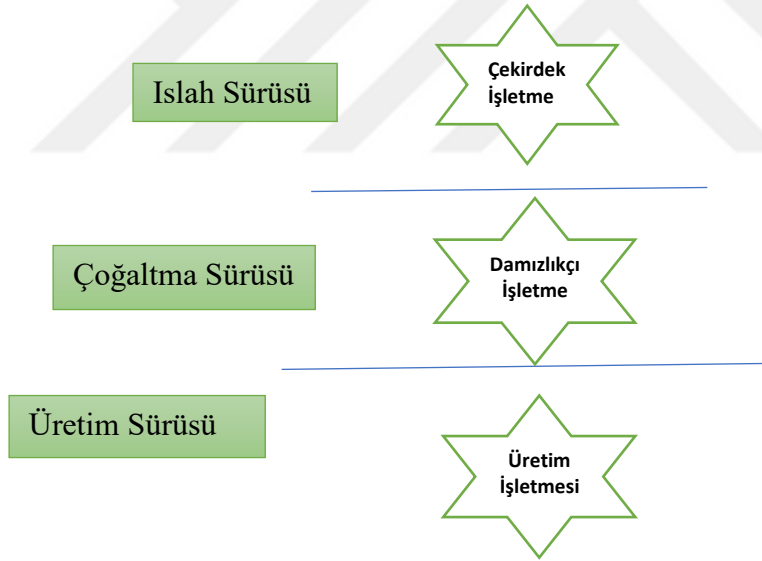 Islah Sürüsü
Çekirdek
İşletme
Çoğaltma Sürüsü
Damızlıkçı
İşletme
Üretim Sürüsü
Üretim
İşletmesi